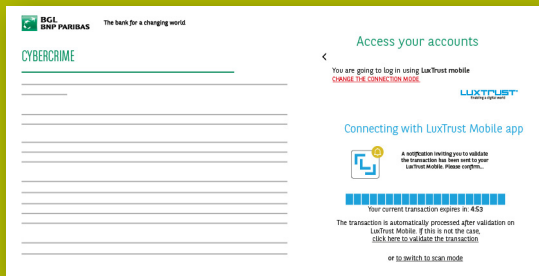 BGL
BNP PARIBAS
The bank for a changing world
CYBERCRIME
Access your accounts
You are going to log in using LuxTrust mobile
CHANGE THE CONNECTION MODE
LUXTRUST
Enabling a digital world
Connecting with LuxTrust Mobile app
A notification inviting you to validate
the transaction has been sent to your
LuxTrust Mobile. Please confirm...
Your current transaction expires in: 4:53
The transaction is automatically processed after validation on
LuxTrust Mobile. If this is not the case,
click here to validate the transaction
or to switch to scan mode